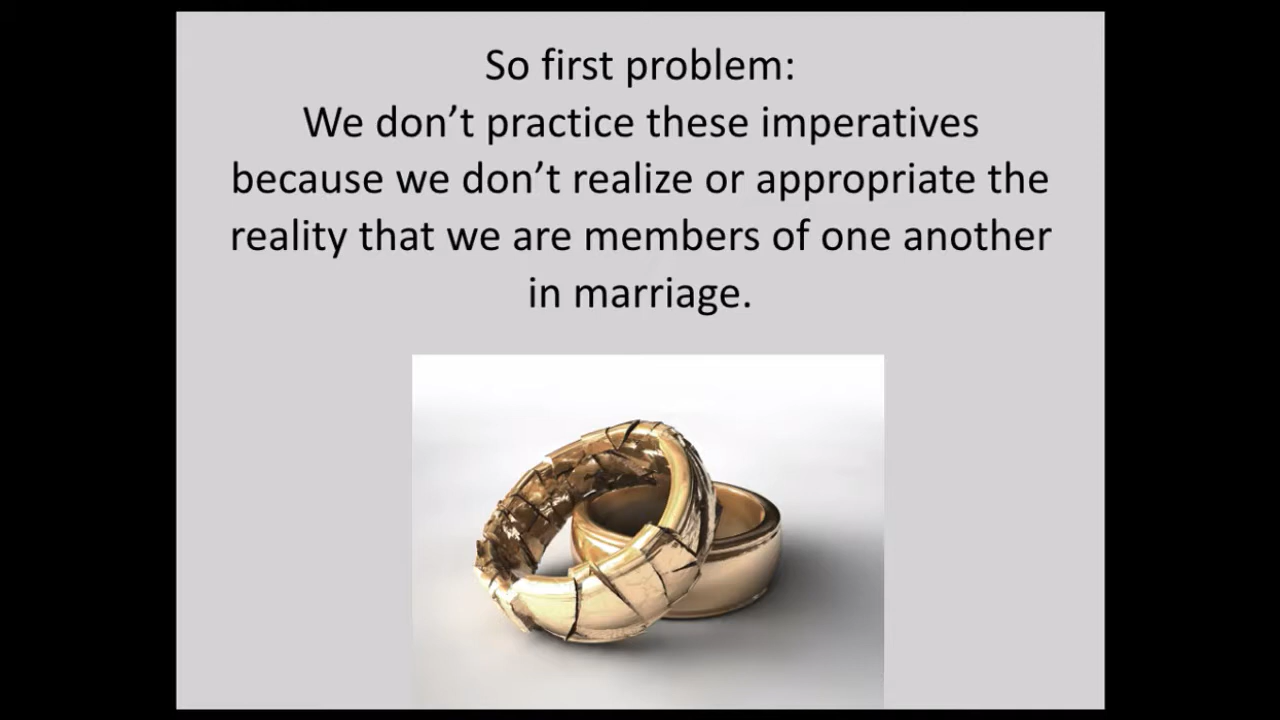 So first problem:
We don’t practice these imperatives
because we don’t realize or appropriate the
reality that we are members of one another
in marriage.